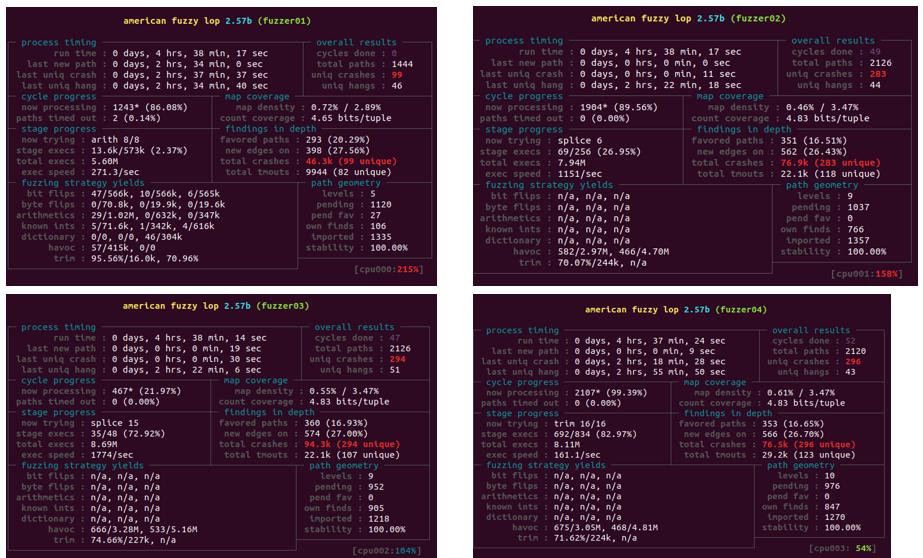 american fuzzy lop 2.57b (fuzzer01)
process timing
overall results
run time : 0 days, 4 hrs, 38 min, 17 sec
cycles done : 0
last new path : 0 days, 2 hrs, 34 min, 0 sec
total paths : 1444
last uniq crash : 0 days, 2 hrs, 37 min, 37 sec
uniq crashes : 99
last uniq hang : 0 days, 2 hrs, 34 min, 40 sec
uniq hangs : 46
cycle progress
map coverage
now processing : 1243* (86.08%)
map density : 0.72% / 2.89%
paths timed out : 2 (0.14%)
count coverage : 4.65 bits/tuple
stage progress
findings in depth
now trying : arith 8/8
favored paths : 293 (20.29%)
stage execs : 13.6k/573k (2.37%)
new edges on : 398 (27.56%)
total execs : 5.60M
total crashes : 46.3k (99 unique)
exec speed : 271.3/sec
total tmouts : 9944 (82 unique)
fuzzing strategy yields
path geometry
bit flips : 47/566k, 10/566k, 6/565k
levels : 5
byte flips : 0/70.8k, 0/19.9k, 0/19.6k
pending : 1120
arithmetics : 29/1.02M, 0/632k, 0/347k
pend fav : 27
known ints : 5/71.6k, 1/342k, 4/616k
own finds : 106
dictionary : 0/0, 0/0, 46/304k
imported : 1335
havoc : 57/415k, 0/0
stability : 100.00%
trim : 95.56%/16.0k, 70.96%
[cpu000:215%]
american fuzzy lop 2.57b (fuzzer02)
process timing
overall results
run time : 0 days, 4 hrs, 38 min, 17 sec
cycles done : 49
last new path : 0 days, 0 hrs, 0 min, 0 sec
total paths : 2126
last uniq crash : 0 days, 0 hrs, 0 min, 11 sec
uniq crashes : 283
last uniq hang : 0 days, 2 hrs, 22 min, 18 sec
uniq hangs : 44
cycle progress
map coverage
now processing : 1904* (89.56%)
map density : 0.46% / 3.47%
paths timed out : 0 (0.00%)
count coverage : 4.83 bits/tuple
stage progress
findings in depth
now trying : splice 6
favored paths : 351 (16.51%)
stage execs : 69/256 (26.95%)
new edges on : 562 (26.43%)
total execs : 7.94M
total crashes : 76.9k (283 unique)
exec speed : 1151/sec
total tmouts : 22.1k (118 unique)
fuzzing strategy yields
path geometry
bit flips : n/a, n/a, n/a
levels : 9
byte flips : n/a, n/a, n/a
pending : 1037
arithmetics : n/a, n/a, n/a
pend fav : 0
known ints : n/a, n/a, n/a
own finds : 766
dictionary : n/a, n/a, n/a
imported : 1357
havoc : 582/2.97M, 466/4.70M
stability : 100.00%
trim : 70.07%/244k, n/a
[cpu001:158%]
american fuzzy lop 2.57b (fuzzer03)
process timing
overall results
run time : 0 days, 4 hrs, 38 min, 14 sec
cycles done : 47
last new path : 0 days, 0 hrs, 0 min, 19 sec
total paths : 2126
last uniq crash : 0 days, 0 hrs, 0 min, 30 sec
uniq crashes : 294
last uniq hang : 0 days, 2 hrs, 22 min, 6 sec
uniq hangs : 51
cycle progress
map coverage
now processing : 467* (21.97%)
map density : 0.55% / 3.47%
paths timed out : 0 (0.00%)
count coverage : 4.83 bits/tuple
stage progress
findings in depth
now trying : splice 15
favored paths : 360 (16.93%)
stage execs : 35/48 (72.92%)
new edges on : 574 (27.00%)
total execs : 8.69M
total crashes : 94.3k (294 unique)
exec speed : 1774/sec
total tmouts : 22.1k (107 unique)
fuzzing strategy yields
path geometry
bit flips : n/a, n/a, n/a
levels : 9
byte flips : n/a, n/a, n/a
pending : 952
arithmetics : n/a, n/a, n/a
pend fav : 0
known ints : n/a, n/a, n/a
own finds : 905
dictionary : n/a, n/a, n/a
imported : 1218
havoc : 666/3.28M, 533/5.16M
stability : 100.00%
trim : 74.66%/227k, n/a
[cpu002:104%]
american fuzzy lop 2.57b (fuzzer04)
process timing
overall results
run time : 0 days, 4 hrs, 37 min, 24 sec
cycles done : 52
last new path : 0 days, 0 hrs, 0 min, 9 sec
total paths : 2120
last uniq crash : 0 days, 2 hrs, 18 min, 28 sec
uniq crashes : 296
last uniq hang : 0 days, 2 hrs, 55 min, 50 sec
uniq hangs : 43
cycle progress
map coverage
now processing : 2107* (99.39%)
map density : 0.61% / 3.47%
paths timed out : 0 (0.00%)
count coverage : 4.83 bits/tuple
stage progress
findings in depth
now trying : trim 16/16
favored paths : 353 (16.65%)
stage execs : 692/834 (82.97%)
new edges on : 566 (26.70%)
total execs : 8.11M
total crashes : 76.5k (296 unique)
exec speed : 161.1/sec
total tmouts : 29.2k (123 unique)
fuzzing strategy yields
path geometry
bit flips : n/a, n/a, n/a
levels : 10
byte flips : n/a, n/a, n/a
pending : 976
arithmetics : n/a, n/a, n/a
pend fav : 0
known ints : n/a, n/a, n/a
own finds : 847
dictionary : n/a, n/a, n/a
imported : 1270
havoc : 675/3.05M, 468/4.81M
stability : 100.00%
trim : 71.62%/224k, n/a
[cpu003: 54%]